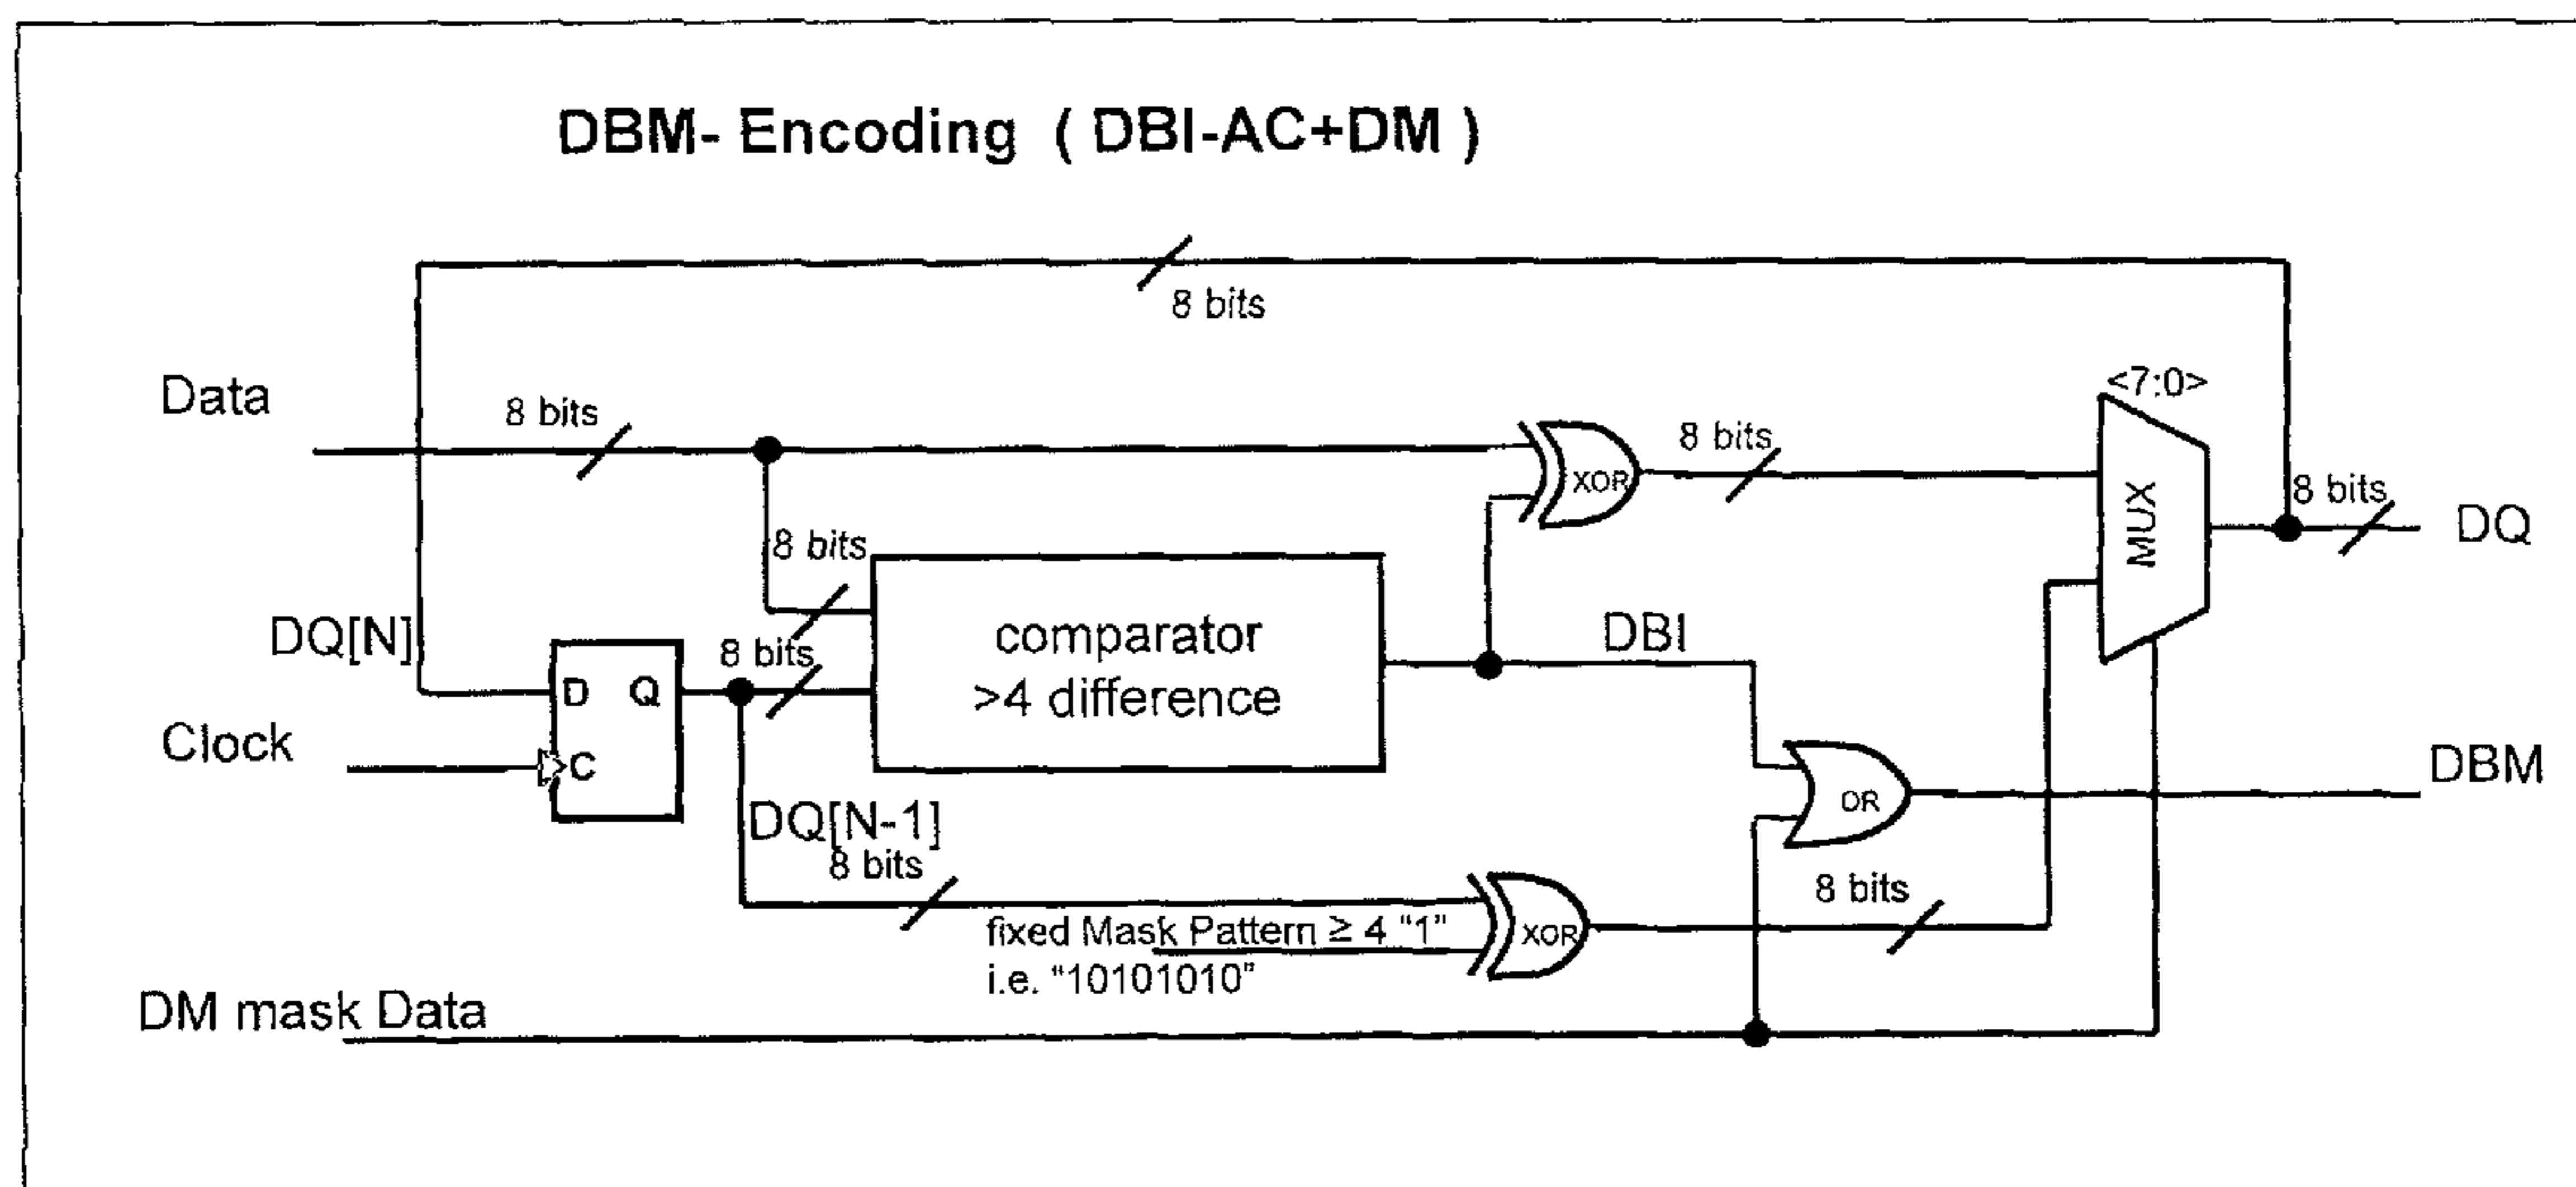 DBM- Encoding ( DBI-AC+DM )
8 bits
Data
8 bits
XOR
8 bits
<7:0>
MUX
8 bits
DQ
8 bits
DQ[N]
8 bits
D Q
comparator
>4 difference
DBI
Clock
C
DQ[N-1]
8 bits
OR
DBM
fixed Mask Pattern ≥ 4 "1"
i.e. "10101010"
XOR
8 bits
DM mask Data